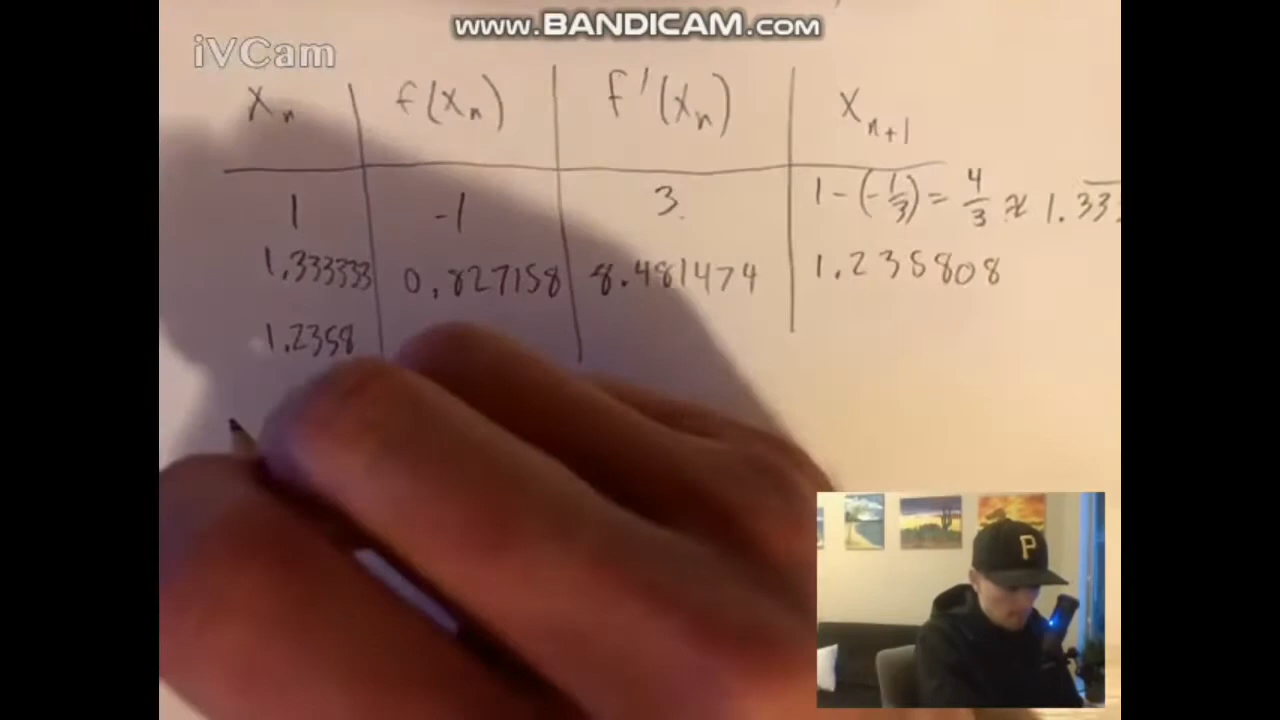 www.BANDICAM.com
iVCam
xₙ f(xₙ) f'(xₙ) xₙ₊₁
1 -1 3 1-(-1/3) = 4/3 ≈ 1.33
1.333333 0.827158 8.481474 1.235808
1.2358
P